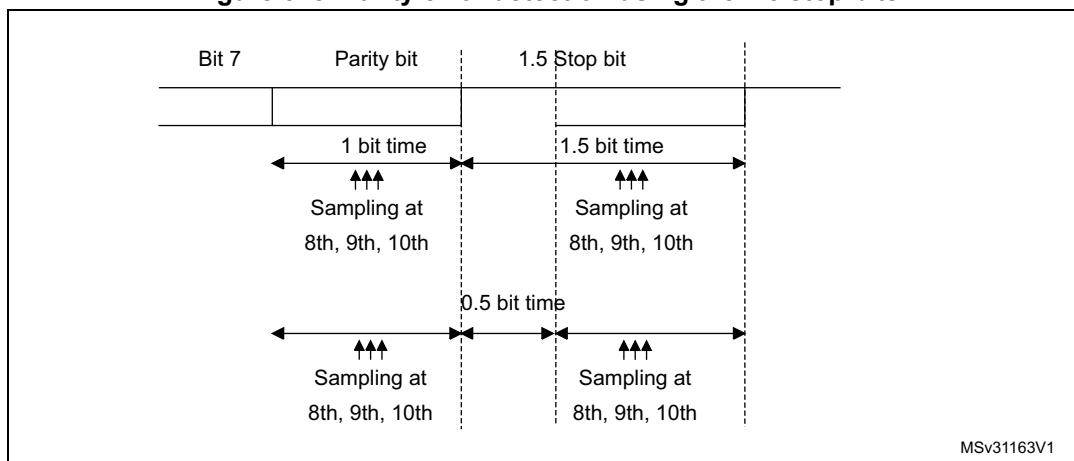 Bit 7 Parity bit 1.5 Stop bit
1 bit time 1.5 bit time
Sampling at Sampling at
8th, 9th, 10th 8th, 9th, 10th
0.5 bit time
Sampling at Sampling at
8th, 9th, 10th 8th, 9th, 10th
MSv31163V1